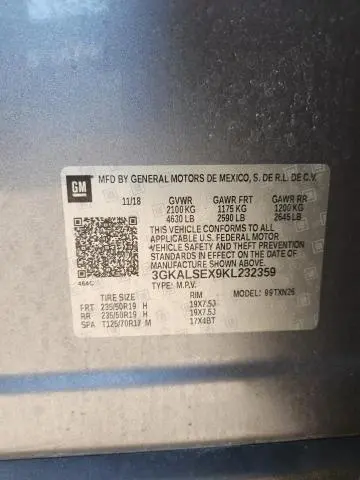 GM
MFD BY GENERAL MOTORS DE MEXICO, S. DE R.L. DE C.V.
11/18 GVWR GAWR FRT GAWR RR
2100 KG 1175 KG 1200 KG
4630 LB 2590 LB 2645 LB
THIS VEHICLE CONFORMS TO ALL
APPLICABLE U.S. FEDERAL MOTOR
VEHICLE SAFETY, BUMPER, AND THEFT
PREVENTION STANDARDS IN EFFECT ON
THE DATE OF MANUFACTURE SHOWN
ABOVE.
3GKALSEX9KL232359
TYPE: M.P.V. MODEL: 99TXN26
TIRE SIZE RIM
FRT 235/50R19 H 19X7.5J
RR 235/50R19 H 19X7.5J
SPA T125/70R17 M 17X4BT